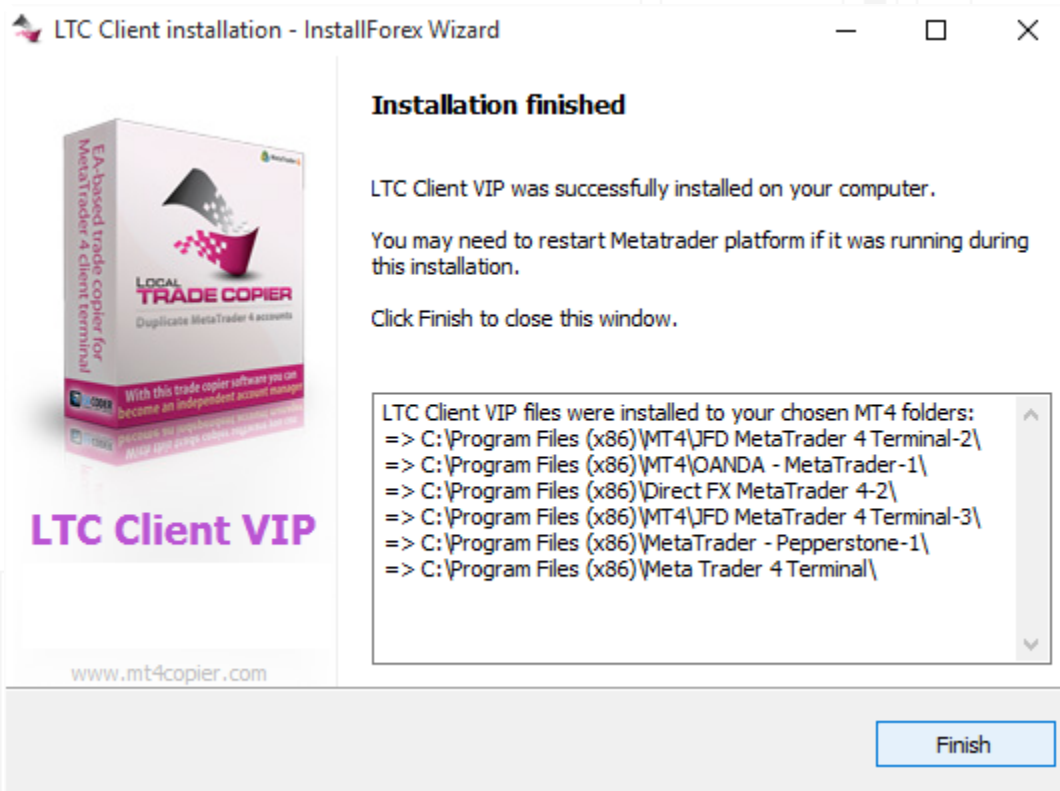 LTC Client installation - InstallForex Wizard
EA-based trade copier for
MetaTrader 4 client terminal
MetaTrader 4
LOCAL
TRADE COPIER
Duplicate MetaTrader 4 accounts
With this trade copier software you can
become an independent account manager
LTC Client VIP
www.mt4copier.com
Installation finished
LTC Client VIP was successfully installed on your computer.
You may need to restart Metatrader platform if it was running during
this installation.
Click Finish to close this window.
LTC Client VIP files were installed to your chosen MT4 folders:
=> C:\Program Files (x86)\MT4\JFD MetaTrader 4 Terminal-2\
=> C:\Program Files (x86)\MT4\OANDA - MetaTrader-1\
=> C:\Program Files (x86)\Direct FX MetaTrader 4-2\
=> C:\Program Files (x86)\MT4\JFD MetaTrader 4 Terminal-3\
=> C:\Program Files (x86)\MetaTrader - Pepperstone-1\
=> C:\Program Files (x86)\Meta Trader 4 Terminal\
Finish